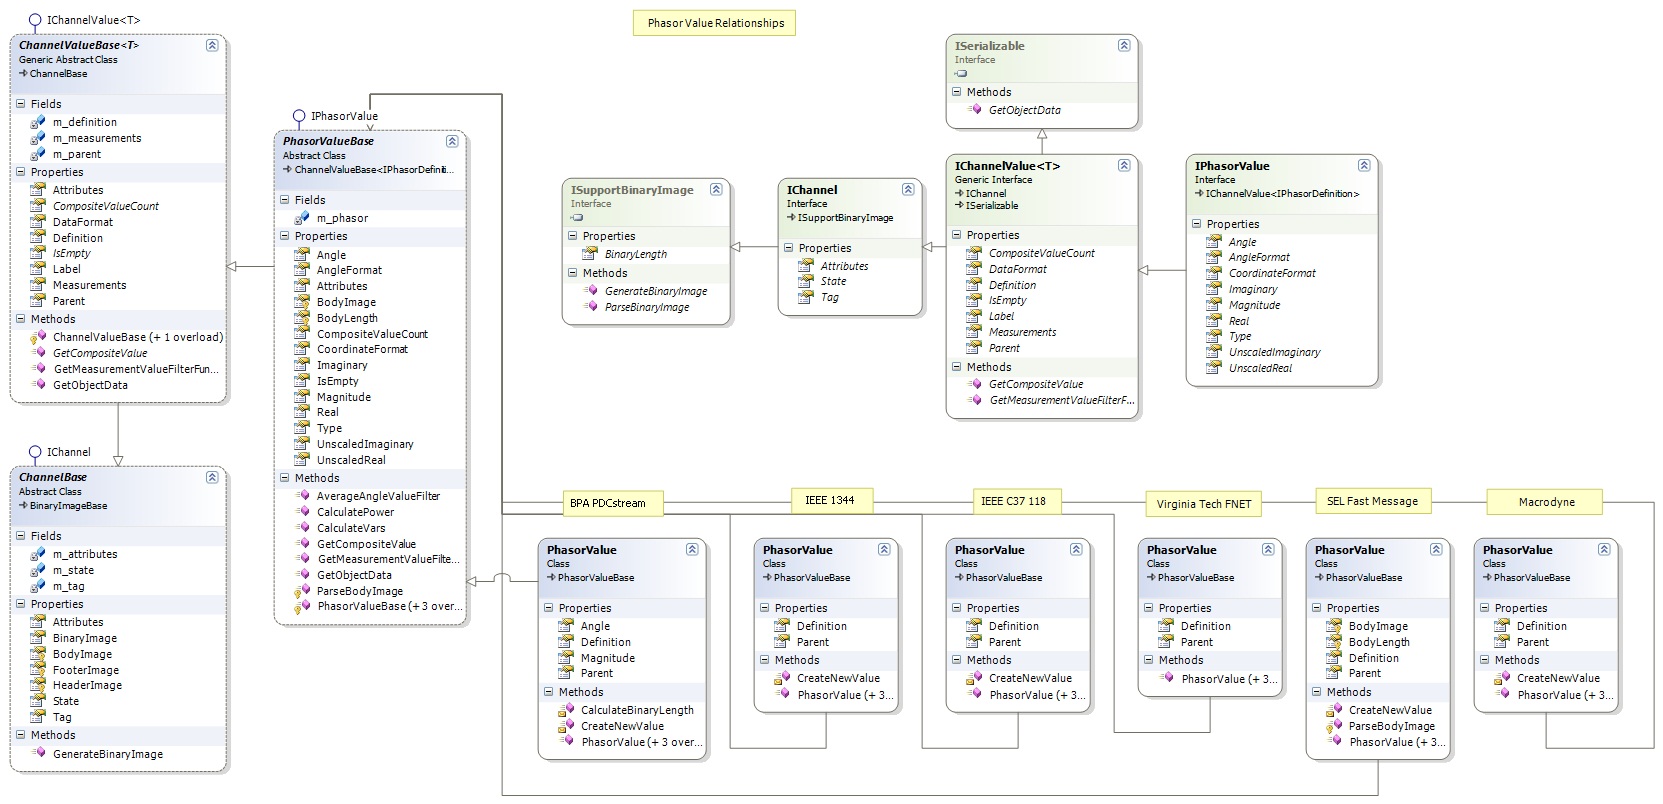 Phasor Value Relationships
IChannelValue<T>
ChannelValueBase<T>
Generic Abstract Class
ChannelBase
Fields
m_definition
m_measurements
m_parent
Properties
Attributes
CompositeValueCount
DataFormat
Definition
IsEmpty
Label
Measurements
Parent
Methods
ChannelValueBase (+ 1 overload)
GetCompositeValue
GetMeasurementValueFilterFun...
GetObjectData
IChannel
ChannelBase
Abstract Class
BinaryImageBase
Fields
m_attributes
m_state
m_tag
Properties
Attributes
BinaryImage
BodyImage
FooterImage
HeaderImage
State
Tag
Methods
GenerateBinaryImage
IPhasorValue
PhasorValueBase
Abstract Class
ChannelValueBase<IPhasorDefiniti...
Fields
m_phasor
Properties
Angle
AngleFormat
Attributes
BodyImage
BodyLength
CompositeValueCount
CoordinateFormat
Imaginary
IsEmpty
Magnitude
Real
Type
UnscaledImaginary
UnscaledReal
Methods
AverageAngleValueFilter
CalculatePower
CalculateVars
GetCompositeValue
GetMeasurementValueFilte...
GetObjectData
ParseBodyImage
PhasorValueBase (+ 3 over...
ISupportBinaryImage
Interface
Properties
BinaryLength
Methods
GenerateBinaryImage
ParseBinaryImage
IChannel
Interface
ISupportBinaryImage
Properties
Attributes
State
Tag
ISerializable
Interface
Methods
GetObjectData
IChannelValue<T>
Generic Interface
IChannel
ISerializable
Properties
CompositeValueCount
DataFormat
Definition
IsEmpty
Label
Measurements
Parent
Methods
GetCompositeValue
GetMeasurementValueFilterF...
IPhasorValue
Interface
IChannelValue<IPhasorDefinition>
Properties
Angle
AngleFormat
CoordinateFormat
Imaginary
Magnitude
Real
Type
UnscaledImaginary
UnscaledReal
BPA PDCstream
PhasorValue
Class
PhasorValueBase
Properties
Angle
Definition
Magnitude
Parent
Methods
CalculateBinaryLength
CreateNewValue
PhasorValue (+ 3 over...
IEEE 1344
PhasorValue
Class
PhasorValueBase
Properties
Definition
Parent
Methods
CreateNewValue
PhasorValue (+ 3...
IEEE C37 118
PhasorValue
Class
PhasorValueBase
Properties
Definition
Parent
Methods
CreateNewValue
PhasorValue (+ 3...
Virginia Tech FNET
PhasorValue
Class
PhasorValueBase
Properties
Definition
Parent
Methods
PhasorValue (+ 3...
SEL Fast Message
PhasorValue
Class
PhasorValueBase
Properties
BodyImage
BodyLength
Definition
Parent
Methods
CreateNewValue
ParseBodyImage
PhasorValue (+ 3...
Macrodyne
PhasorValue
Class
PhasorValueBase
Properties
Definition
Parent
Methods
CreateNewValue
PhasorValue (+ 3...